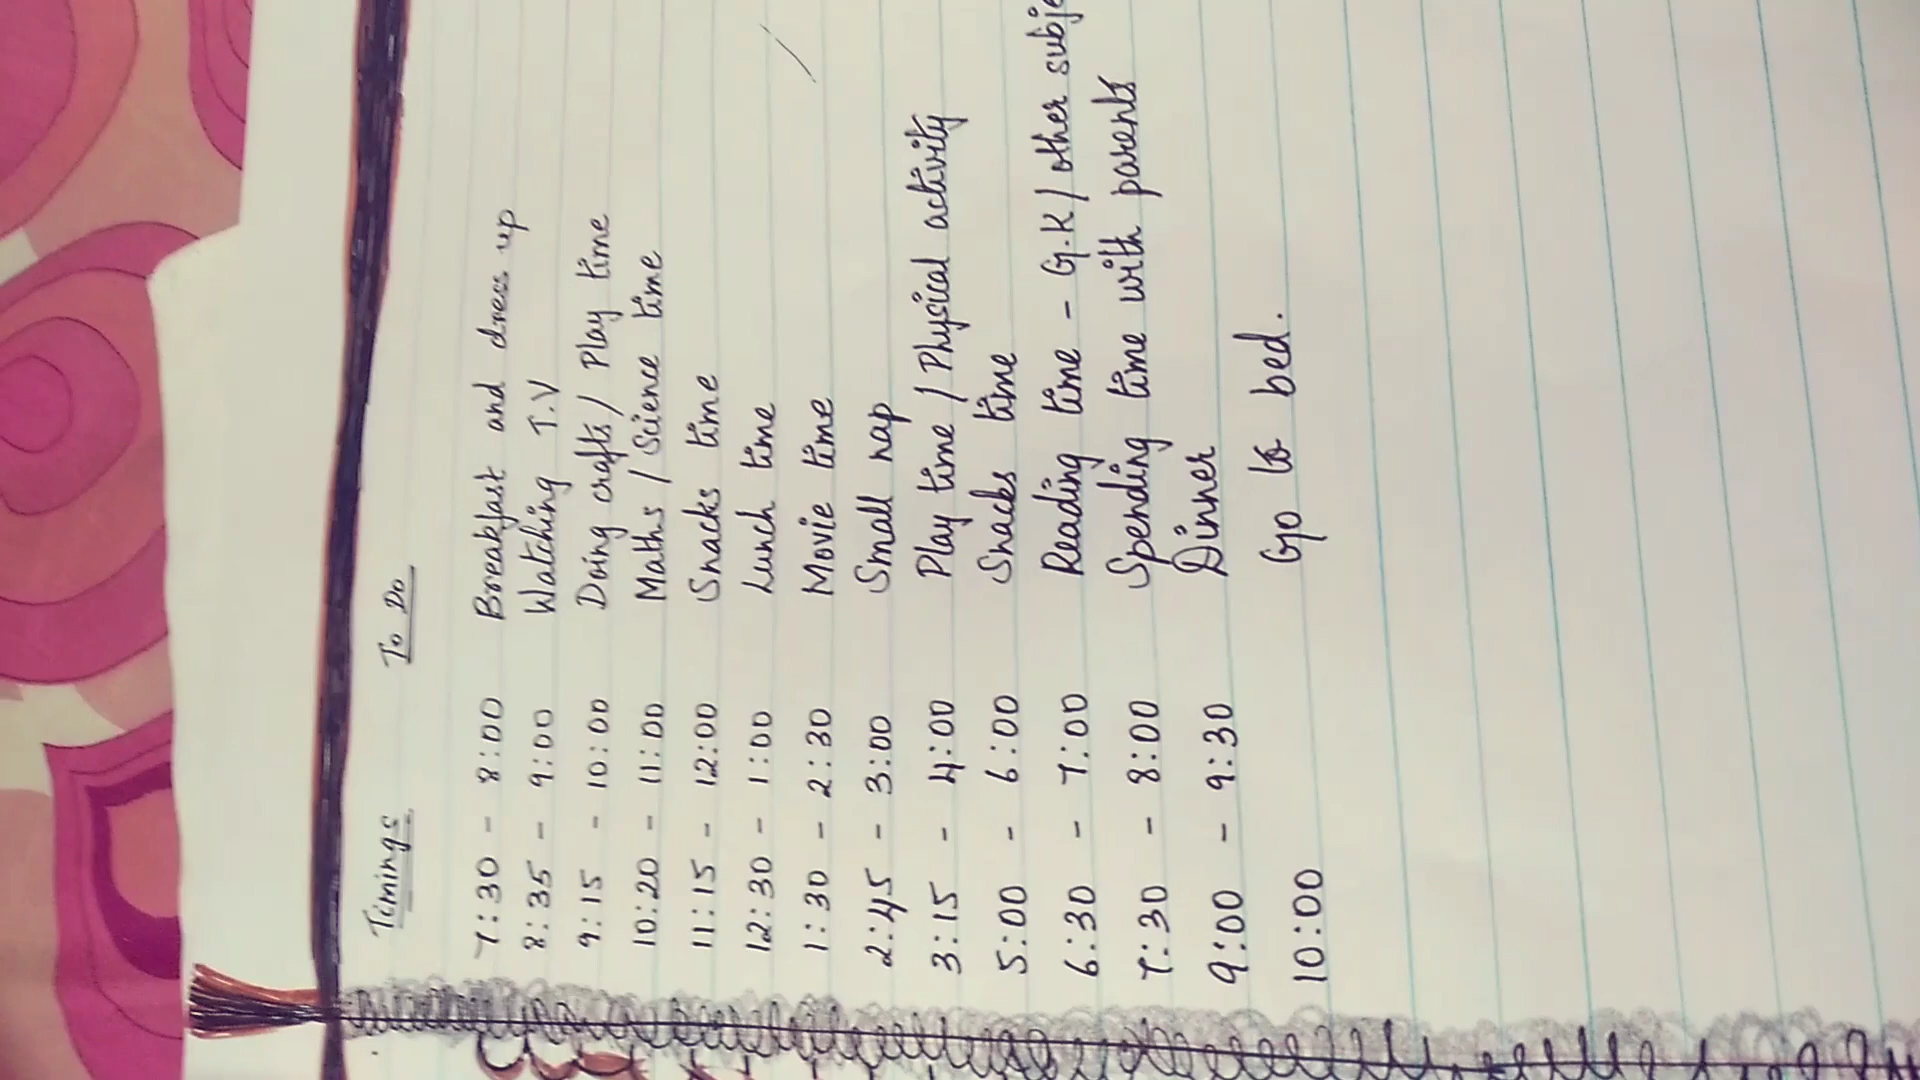 Timings To Do
7:30 - 8:00 Breakfast and dress up
8:35 - 9:00 Watching T.V
9:15 - 10:00 Doing crafts / Play time
10:20 - 11:00 Maths / Science time
11:15 - 12:00 Snacks time
12:30 - 1:00 Lunch time
1:30 - 2:30 Movie time
2:45 - 3:00 Small nap
3:15 - 4:00 Play time / Physical activity
5:00 - 6:00 Snacks time
6:30 - 7:00 Reading time - G.K / other subje
7:30 - 8:00 Spending time with parents
9:00 - 9:30 Dinner
10:00 Go to bed.